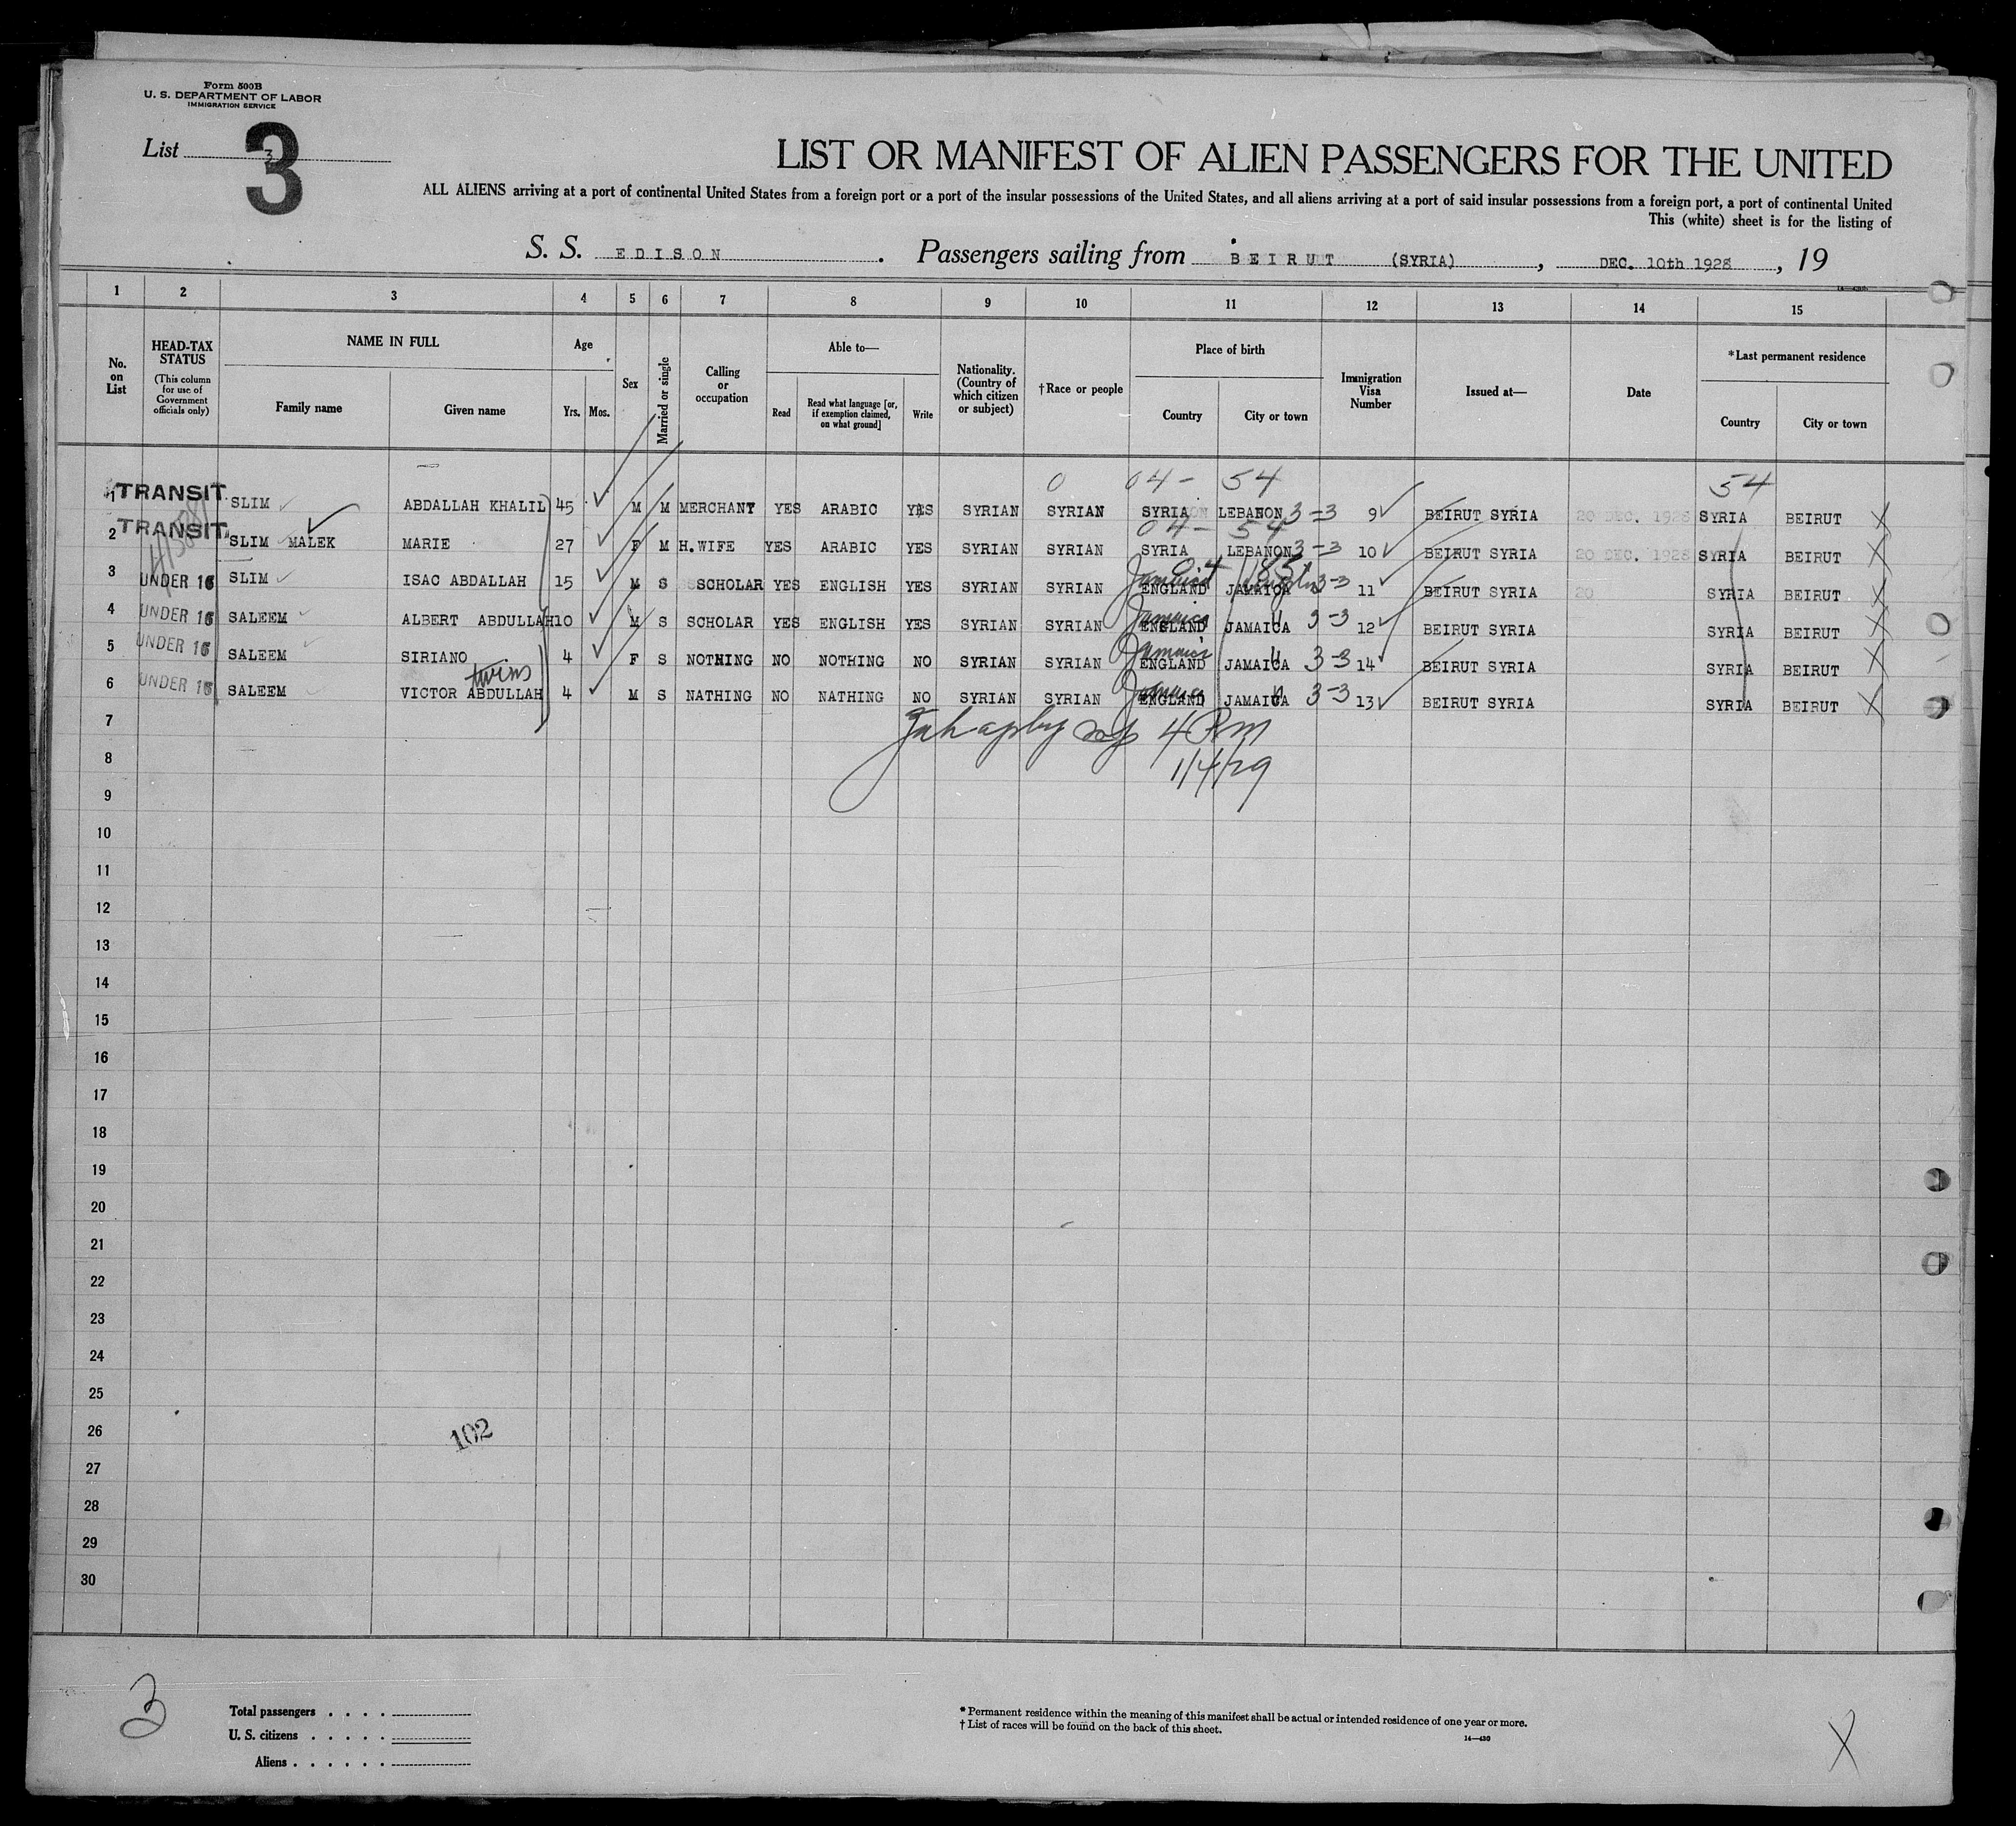 Form 500B
U. S. DEPARTMENT OF LABOR
IMMIGRATION SERVICE
List 3
3
LIST OR MANIFEST OF ALIEN PASSENGERS FOR THE UNITED
ALL ALIENS arriving at a port of continental United States from a foreign port or a port of the insular possessions of the United States, and all aliens arriving at a port of said insular possessions from a foreign port, a port of continental United
This (white) sheet is for the listing of
S. S. EDISON. Passengers sailing from BEIRUT (SYRIA), DEC. 10th 1928, 19
1 2 3 4 5 6 7 8 9 10 11 12 13 14 15
No. on List
HEAD-TAX STATUS
(This column for use of Government officials only)
NAME IN FULL
Family name Given name
Age
Yrs. Mos.
Sex
Married or single
Calling or occupation
Able to—
Read Read what language [or, if exemption claimed, on what ground] Write
Nationality. (Country of which citizen or subject)
†Race or people
Place of birth
Country City or town
Immigration Visa Number
Issued at—
Date
*Last permanent residence
Country City or town
0 04- 54 54
1 TRANSIT SLIM ABDALLAH KHALIL 45 M M MERCHANT YES ARABIC YES SYRIAN SYRIAN SYRIA LEBANON 3-3 9 BEIRUT SYRIA 20 DEC. 1928 SYRIA BEIRUT X
04- 54
2 TRANSIT SLIM MALEK MARIE 27 F M H.WIFE YES ARABIC YES SYRIAN SYRIAN SYRIA LEBANON 3-3 10 BEIRUT SYRIA 20 DEC. 1928 SYRIA BEIRUT X
04 185
3 UNDER 16 SLIM ISAC ABDALLAH 15 M S SCHOLAR YES ENGLISH YES SYRIAN SYRIAN Jamaica ENGLAND JAMAICA 3-3 11 BEIRUT SYRIA 20 SYRIA BEIRUT X
4 UNDER 16 SALEEM ALBERT ABDULLAH 10 M S SCHOLAR YES ENGLISH YES SYRIAN SYRIAN Jamaica ENGLAND JAMAICA " 3-3 12 BEIRUT SYRIA SYRIA BEIRUT X
5 UNDER 16 SALEEM SIRIANO 4 F S NOTHING NO NOTHING NO SYRIAN SYRIAN Jamaica ENGLAND JAMAICA " 3-3 14 BEIRUT SYRIA SYRIA BEIRUT X
twins
6 UNDER 16 SALEEM VICTOR ABDULLAH 4 M S NATHING NO NATHING NO SYRIAN SYRIAN Jamaica ENGLAND JAMAICA " 3-3 13 BEIRUT SYRIA SYRIA BEIRUT X
7
4 Pm
8
1/4/29
9
10
11
12
13
14
15
16
17
18
19
20
21
22
23
24
25
26
102
27
28
29
30
3
Total passengers
U. S. citizens
Aliens
*Permanent residence within the meaning of this manifest shall be actual or intended residence of one year or more.
†List of races will be found on the back of this sheet.
14—430
X